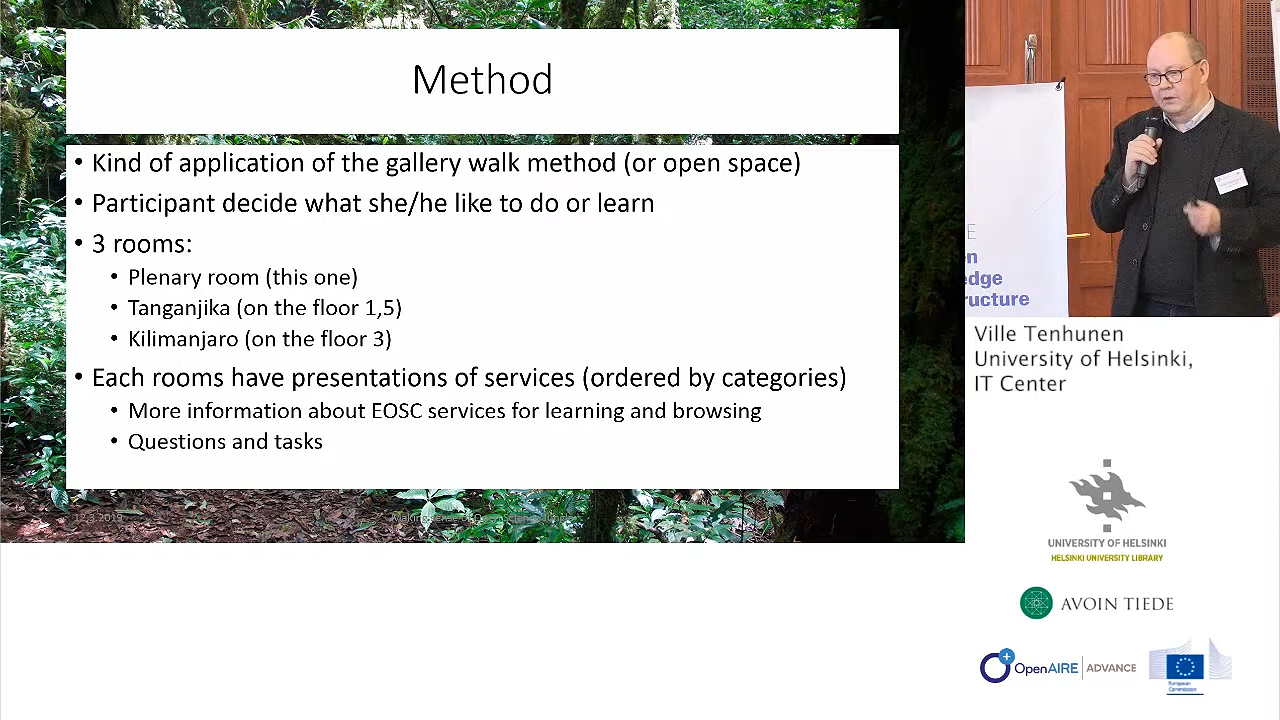 Method
• Kind of application of the gallery walk method (or open space)
• Participant decide what she/he like to do or learn
• 3 rooms:
• Plenary room (this one)
• Tanganjika (on the floor 1,5)
• Kilimanjaro (on the floor 3)
• Each rooms have presentations of services (ordered by categories)
• More information about EOSC services for learning and browsing
• Questions and tasks
E
en
edge
ructure
Ville Tenhunen
University of Helsinki,
IT Center
UNIVERSITY OF HELSINKI
HELSINKI UNIVERSITY LIBRARY
AVOIN TIEDE
OpenAIRE ADVANCE
European
Commission